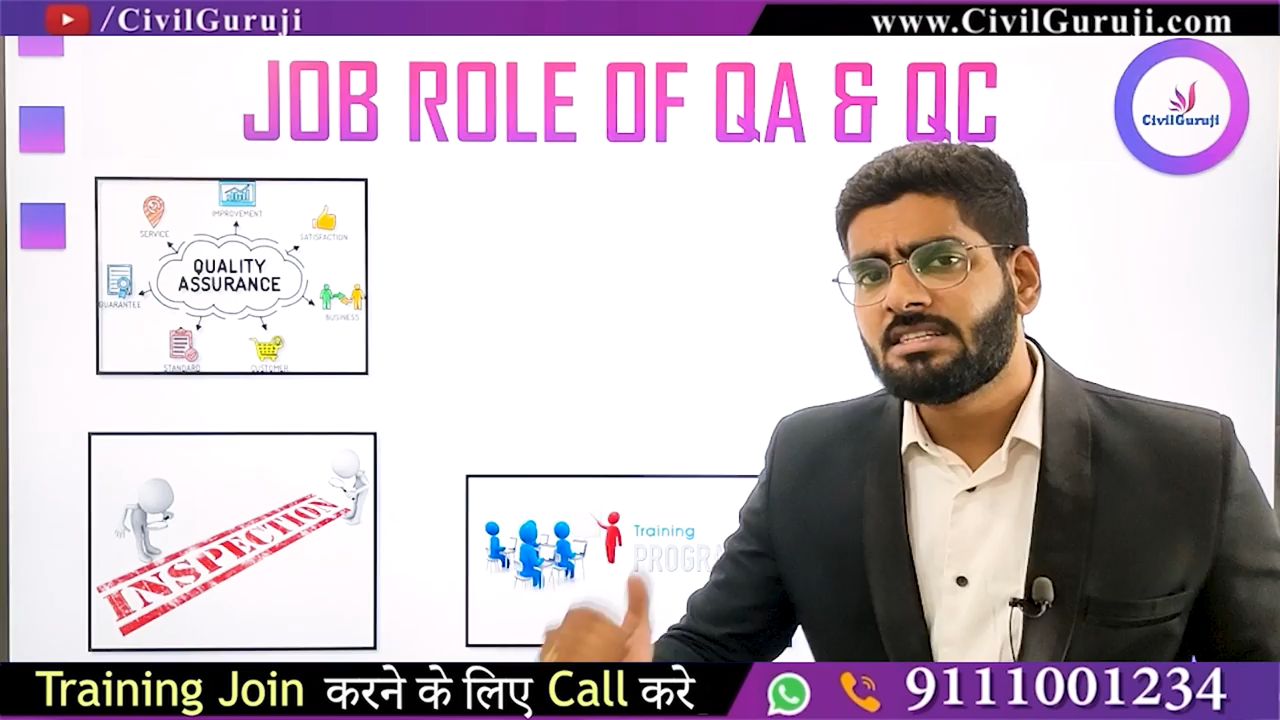 /CivilGuruji
www.CivilGuruji.com
JOB ROLE OF QA & QC
CivilGuruji
IMPROVEMENT
SERVICE
SATISFACTION
QUALITY
ASSURANCE
GUARANTEE
BUSINESS
STANDARD
CUSTOMER
INSPECTION
Training
Training Join करने के लिए Call करे
9111001234